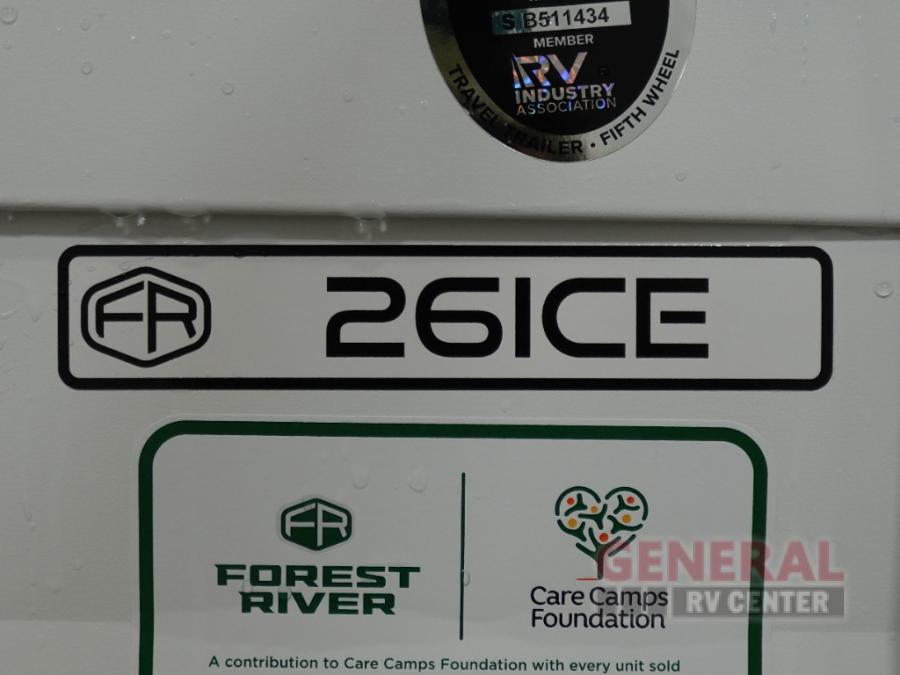 S B511434
MEMBER
RV
INDUSTRY
ASSOCIATION
TRAVEL TRAILER • FIFTH WHEEL
FR 26ICE
FR
FOREST
RIVER
Care Camps
Foundation
GENERAL
RV CENTER
A contribution to Care Camps Foundation with every unit sold